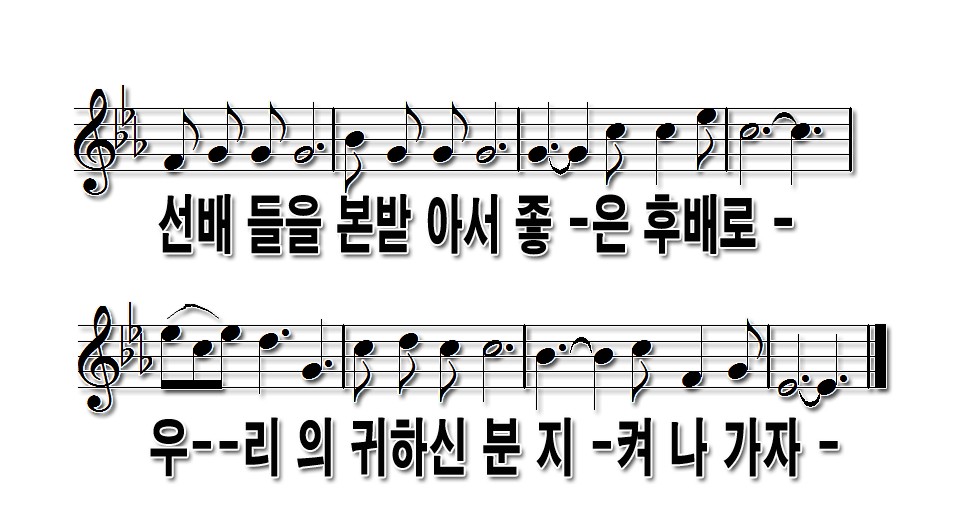 선배 들을 본받 아서 좋 -은 후배로 -
우--리 의 귀하신 분 지 -켜 나 가자 -